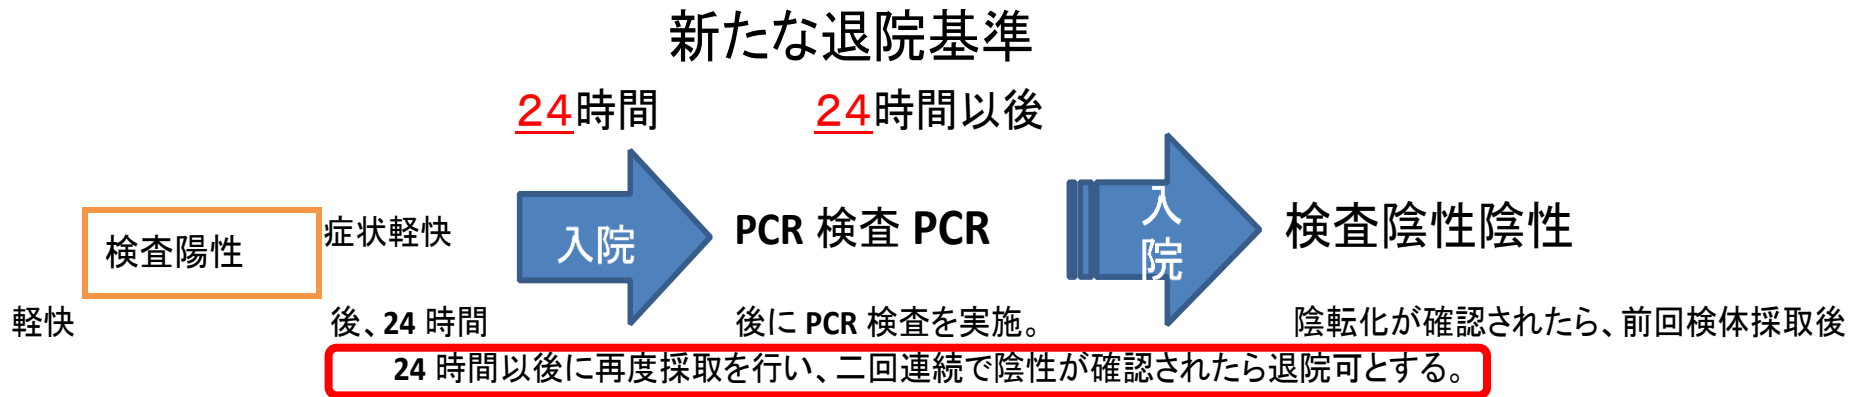 新たな退院基準
24時間 24時間以後
検査陽性 症状軽快 入院 PCR 検査 PCR 入院 検査陰性陰性
軽快 後、24 時間 後に PCR 検査を実施。 陰転化が確認されたら、前回検体採取後
24 時間以後に再度採取を行い、二回連続で陰性が確認されたら退院可とする。